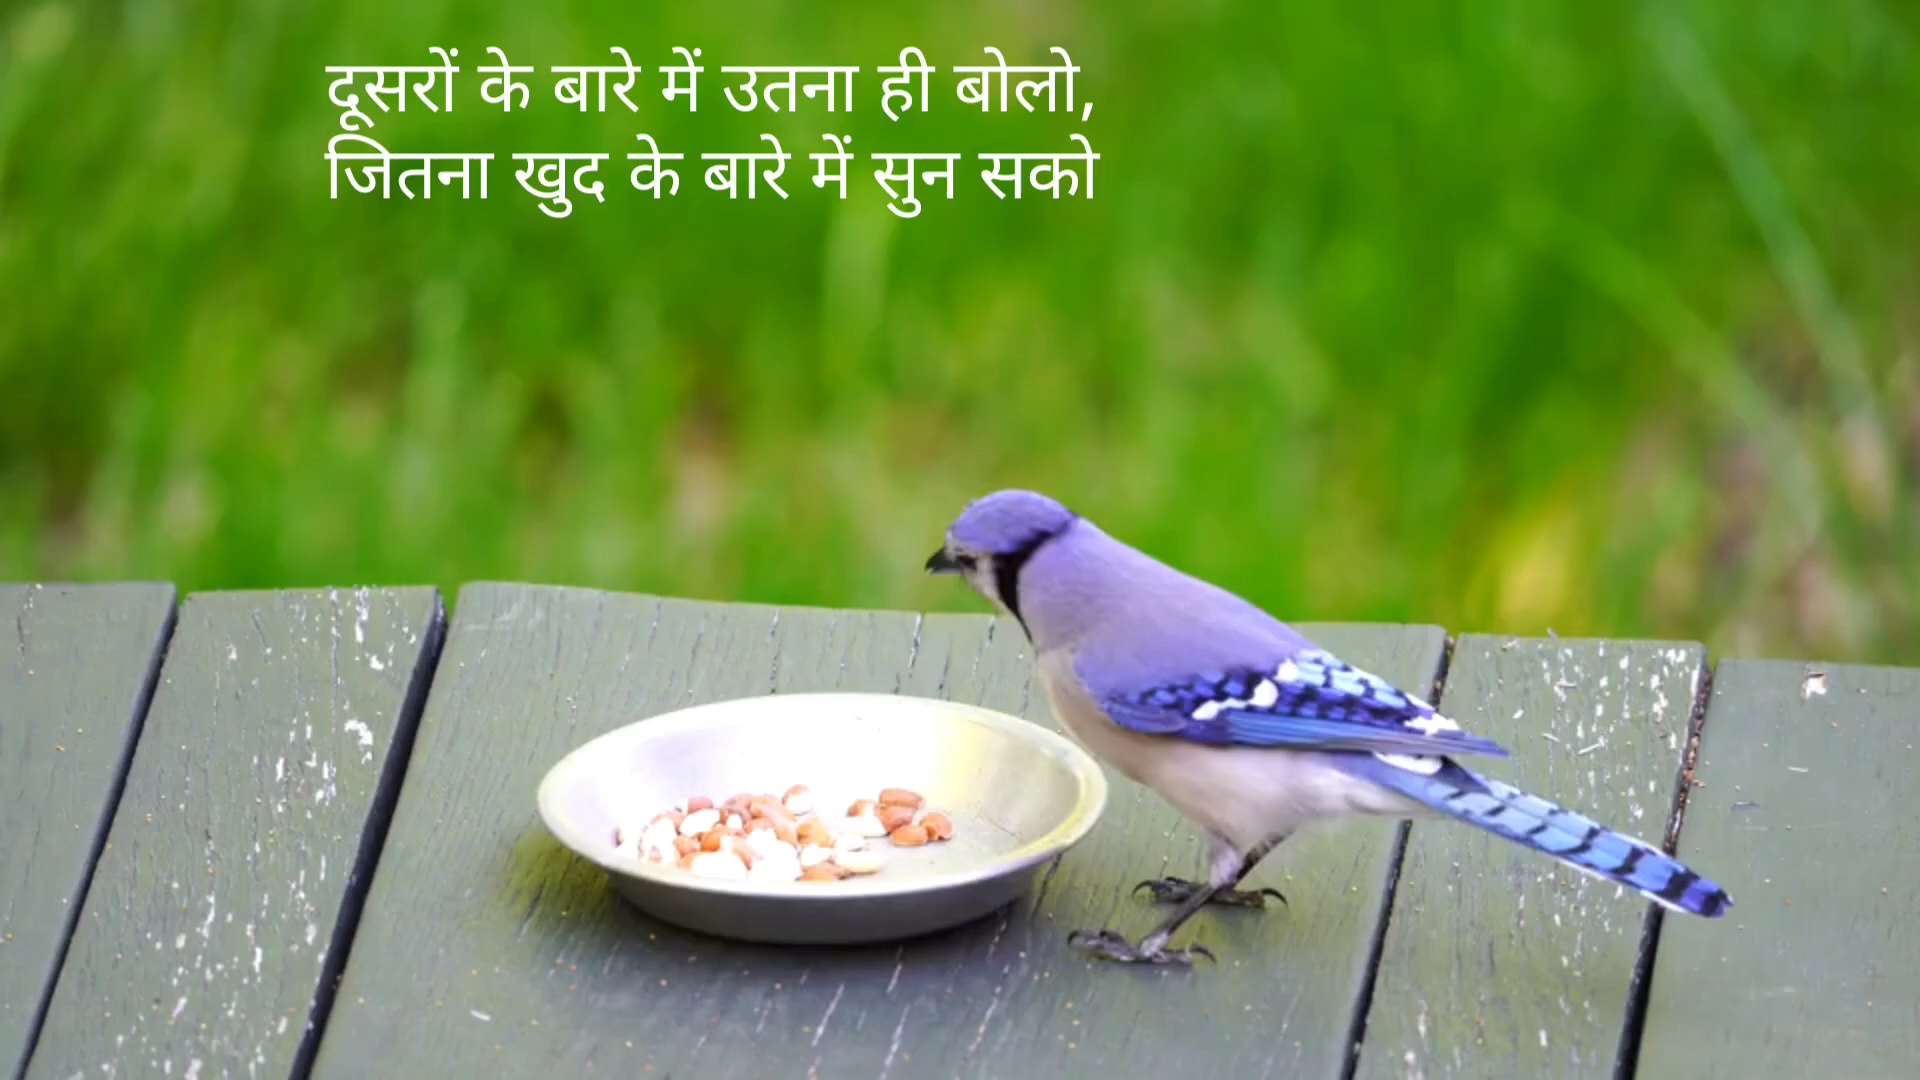 दूसरों के बारे में उतना ही बोलो,
जितना खुद के बारे में सुन सको